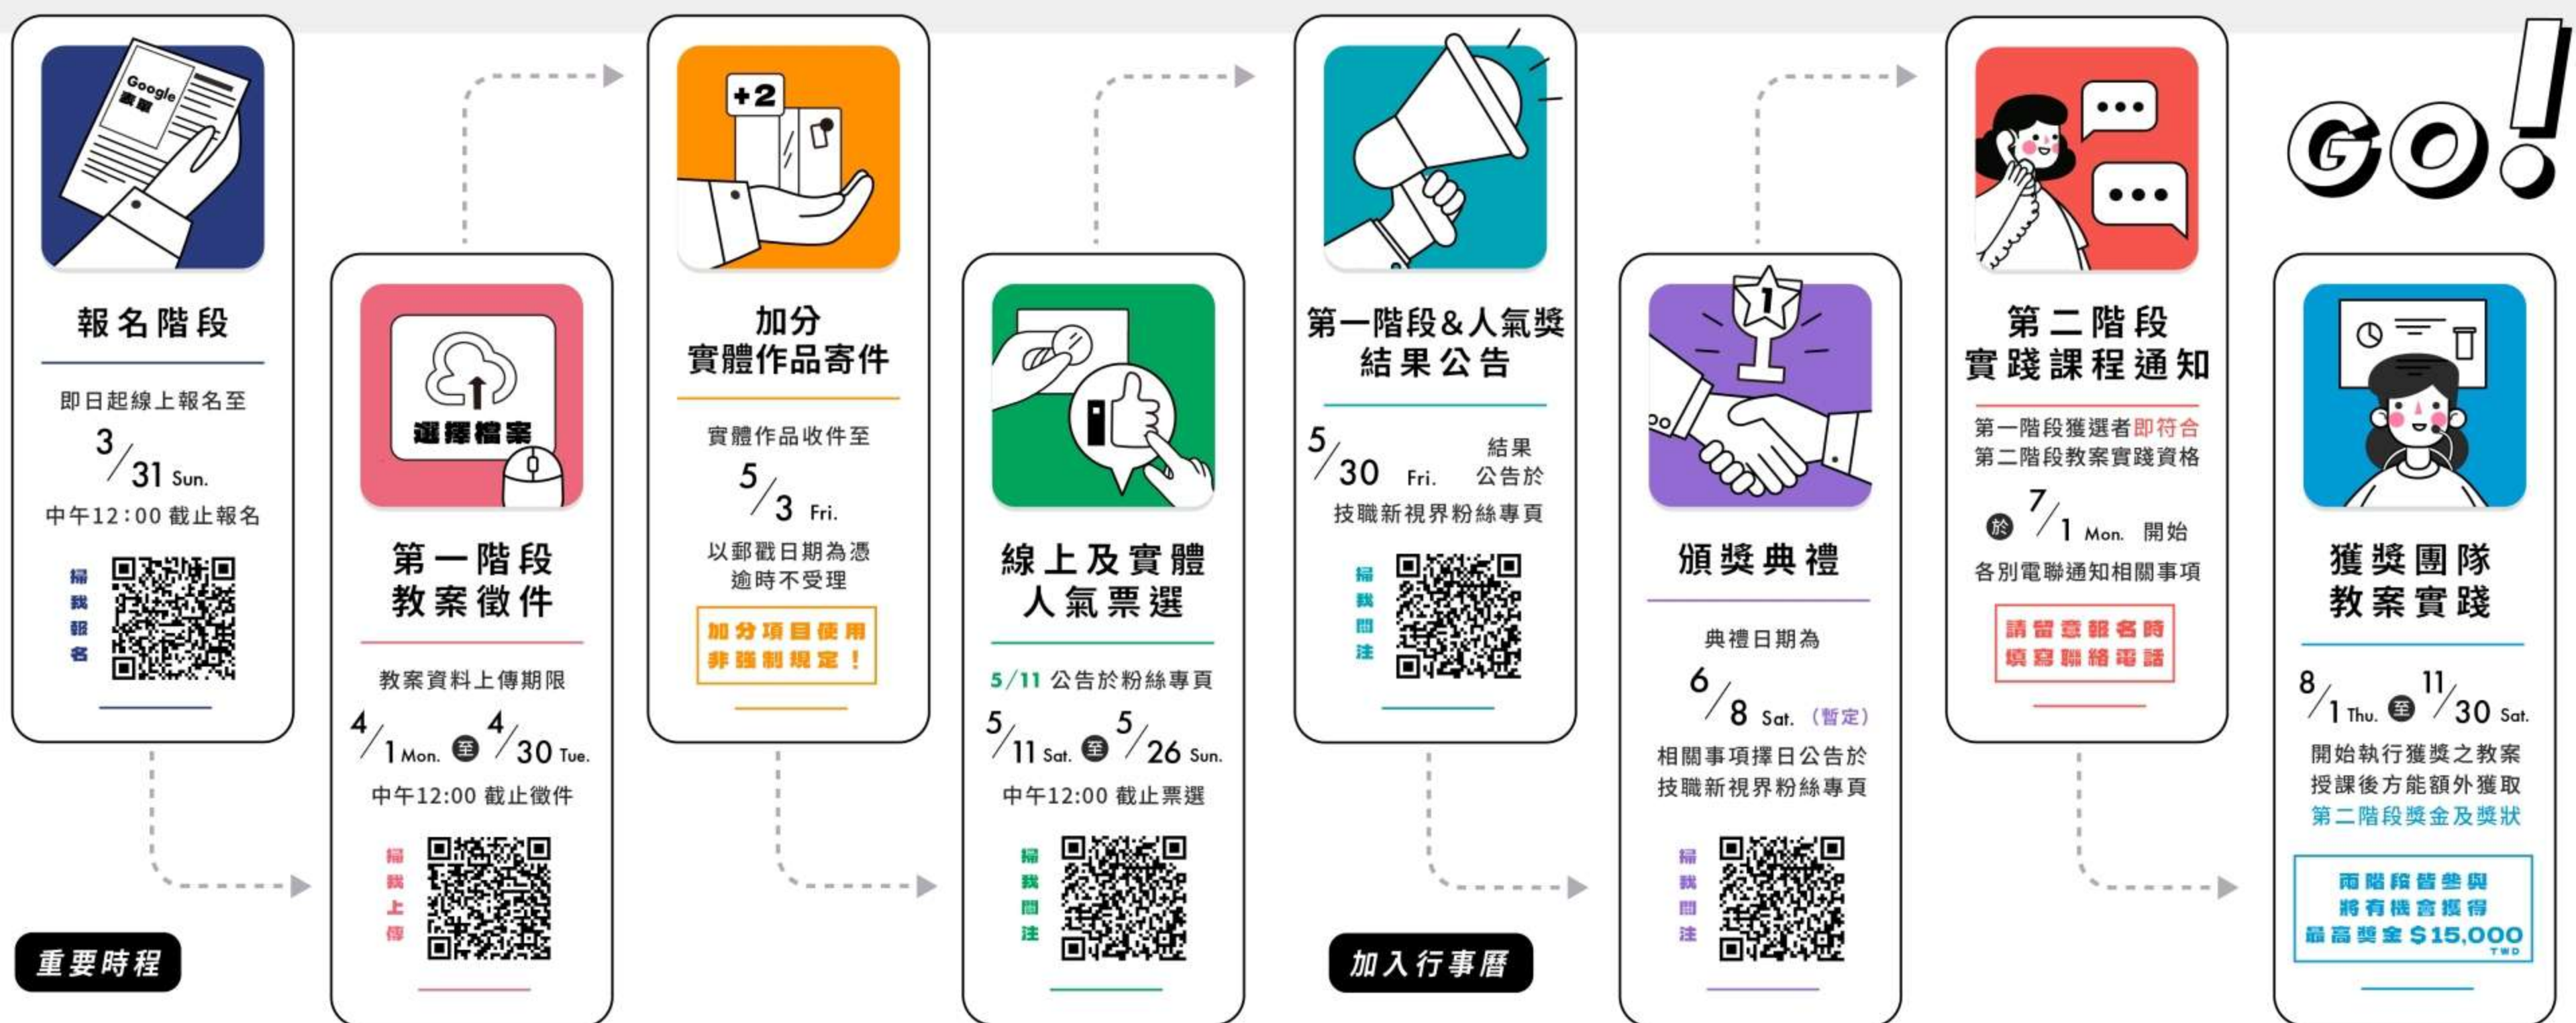 Google
表單
報名階段
即日起線上報名至
3/31 Sun.
中午12:00 截止報名
掃我報名
選擇檔案
第一階段
教案徵件
教案資料上傳期限
4/1 Mon. 至 4/30 Tue.
中午12:00 截止徵件
掃我上傳
+2
加分
實體作品寄件
實體作品收件至
5/3 Fri.
以郵戳日期為憑
逾時不受理
加分項目使用
非強制規定!
線上及實體
人氣票選
5/11 公告於粉絲專頁
5/11 Sat. 至 5/26 Sun.
中午12:00 截止票選
掃我關注
第一階段&人氣獎
結果公告
5/30 Fri. 結果
公告於
技職新視界粉絲專頁
掃我關注
1
頒獎典禮
典禮日期為
6/8 Sat. (暫定)
相關事項擇日公告於
技職新視界粉絲專頁
掃我關注
第二階段
實踐課程通知
第一階段獲選者即符合
第二階段教案實踐資格
於 7/1 Mon. 開始
各別電聯通知相關事項
請留意報名時
填寫聯絡電話
GO!
獲獎團隊
教案實踐
8/1 Thu. 至 11/30 Sat.
開始執行獲獎之教案
授課後方能額外獲取
第二階段獎金及獎狀
兩階段皆參與
將有機會獲得
最高獎金 $15,000
TWD
重要時程
加入行事曆